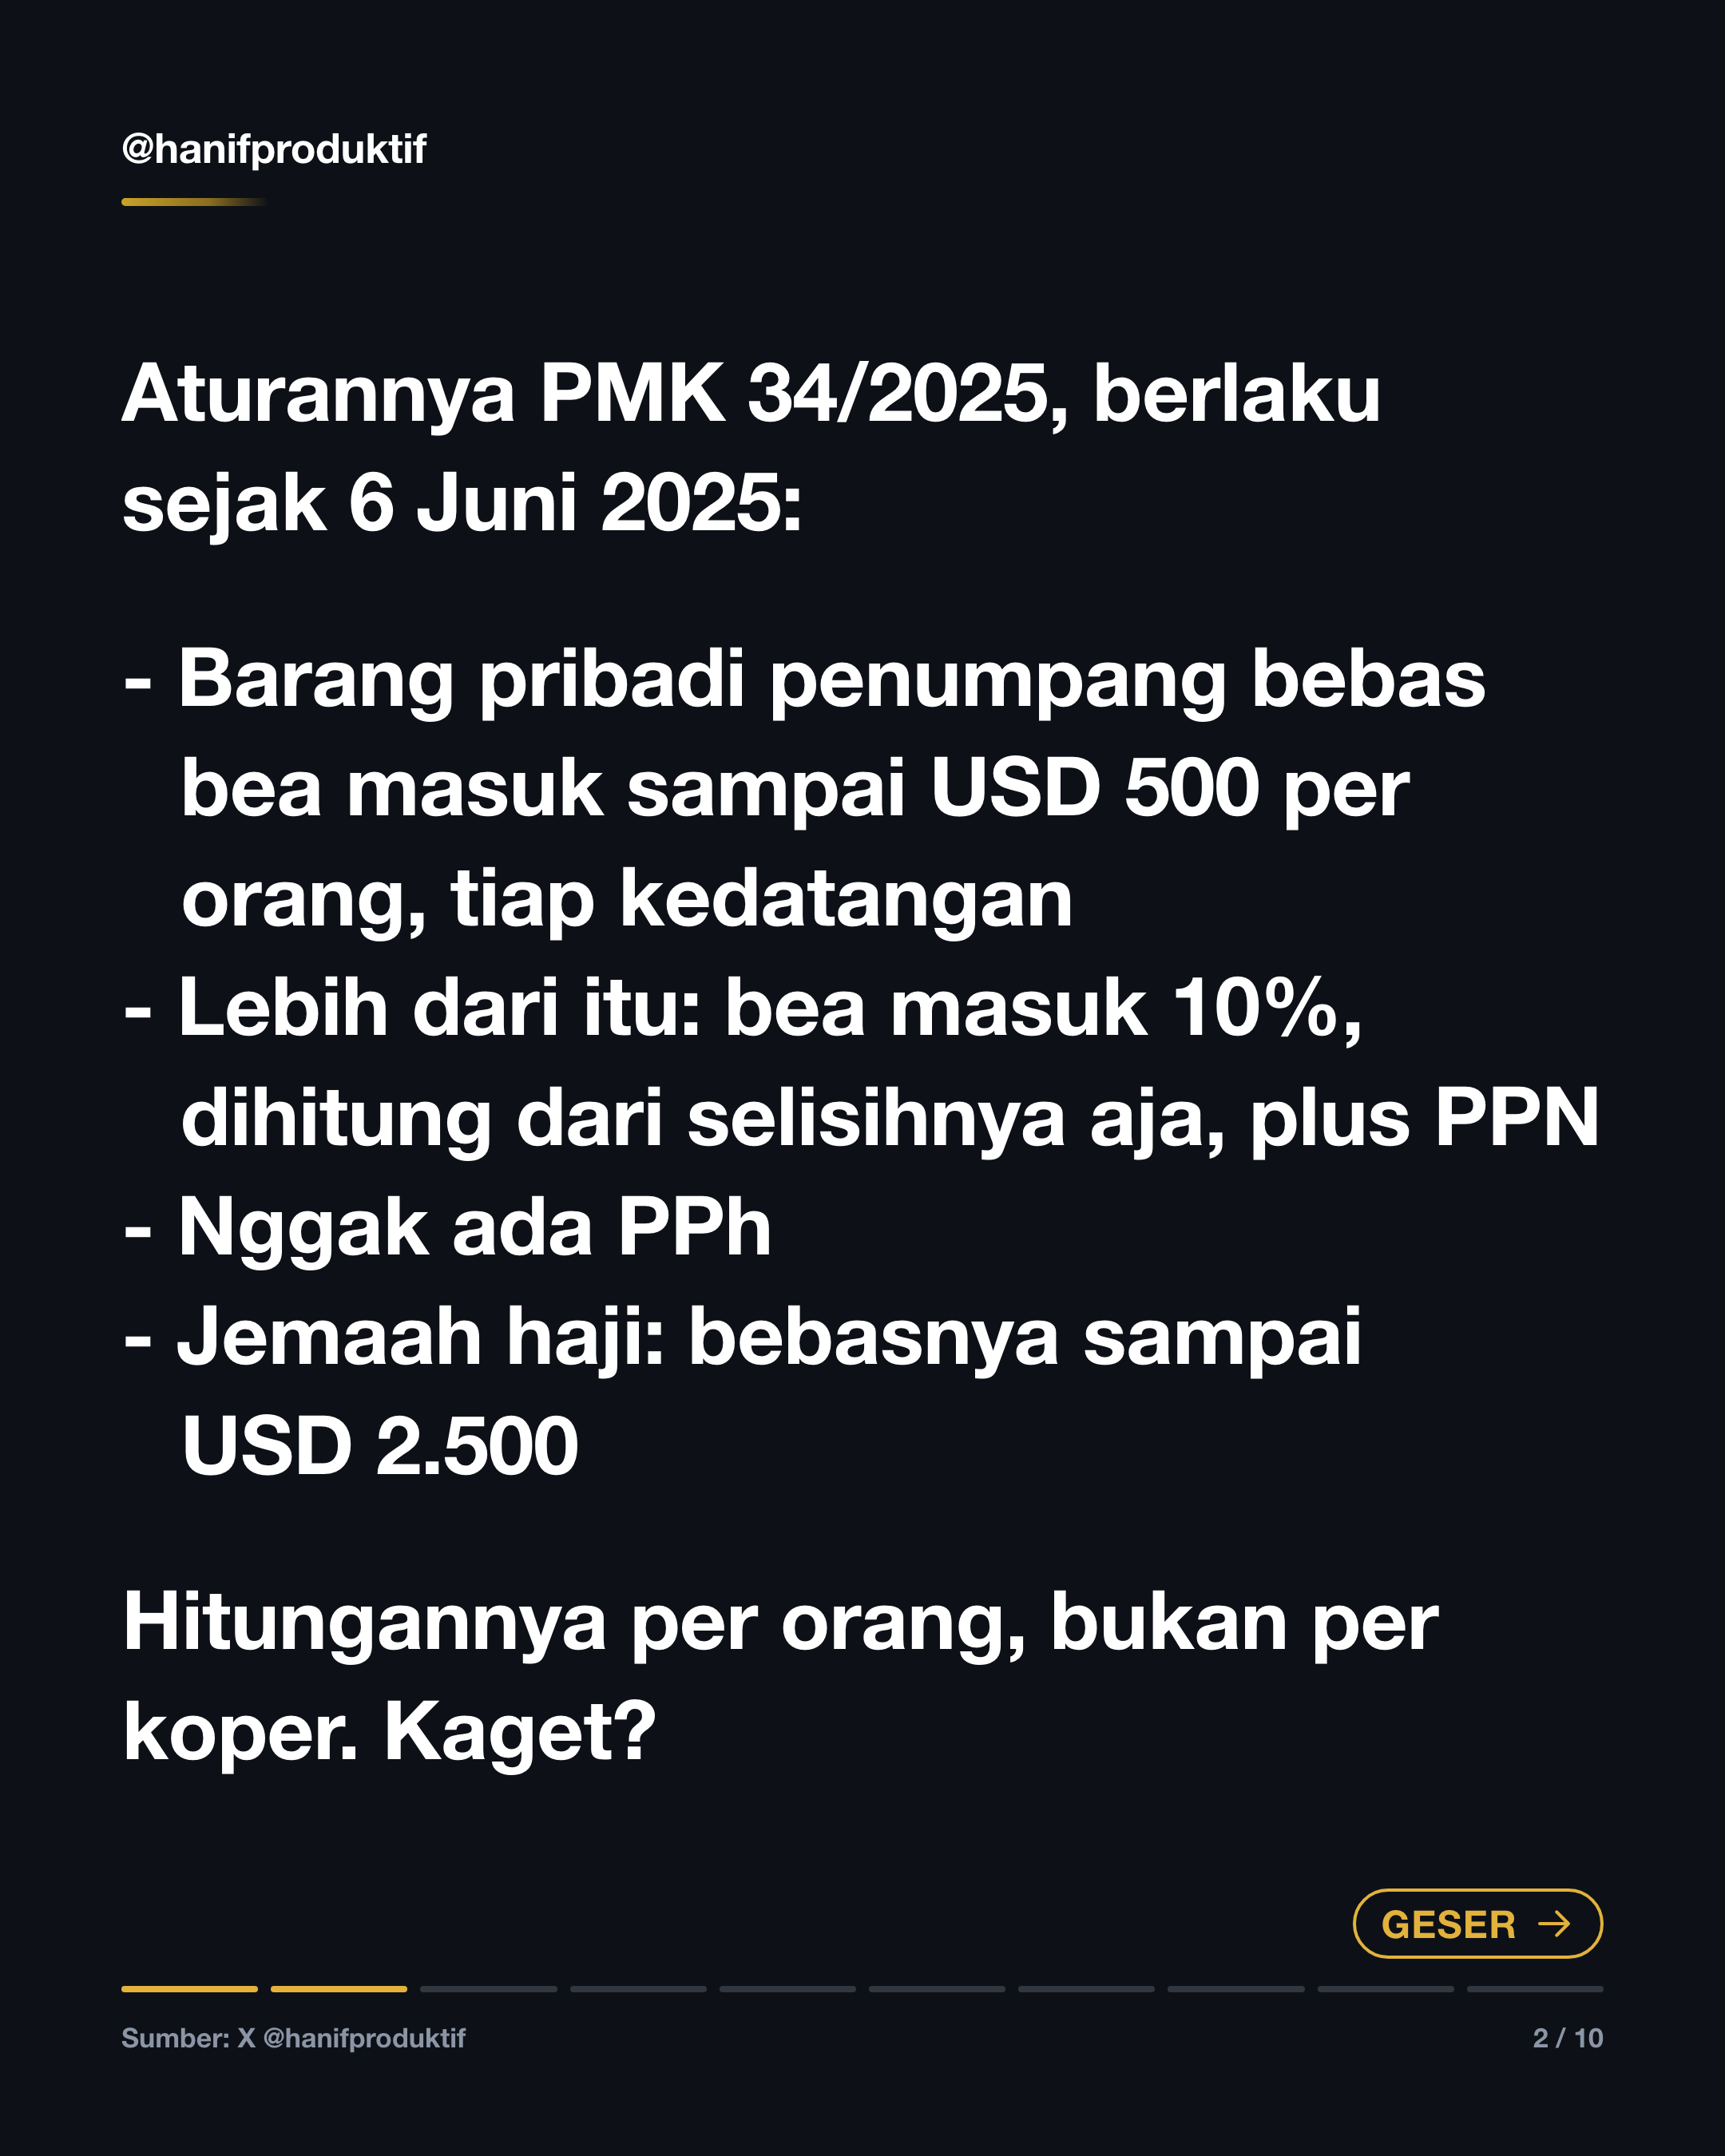 @hanifproduktif
Aturannya PMK 34/2025, berlaku
sejak 6 Juni 2025:
- Barang pribadi penumpang bebas
bea masuk sampai USD 500 per
orang, tiap kedatangan
- Lebih dari itu: bea masuk 10%,
dihitung dari selisihnya aja, plus PPN
- Nggak ada PPh
- Jemaah haji: bebasnya sampai
USD 2.500
Hitungannya per orang, bukan per
koper. Kaget?
GESER →
Sumber: X @hanifproduktif
2 / 10